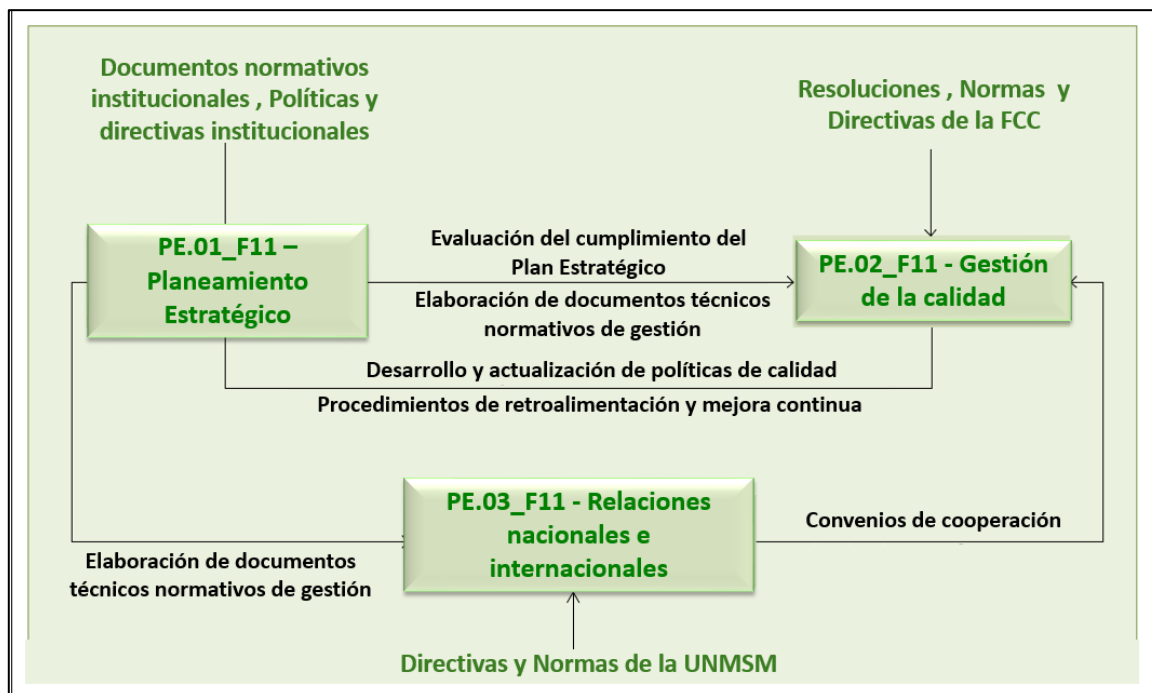 Documentos normativos
institucionales , Políticas y
directivas institucionales
Resoluciones , Normas y
Directivas de la FCC
PE.01_F11 –
Planeamiento
Estratégico
Evaluación del cumplimiento del
Plan Estratégico
Elaboración de documentos técnicos
normativos de gestión
PE.02_F11 - Gestión
de la calidad
Desarrollo y actualización de políticas de calidad
Procedimientos de retroalimentación y mejora continua
PE.03_F11 - Relaciones
nacionales e
internacionales
Convenios de cooperación
Elaboración de documentos
técnicos normativos de gestión
Directivas y Normas de la UNMSM